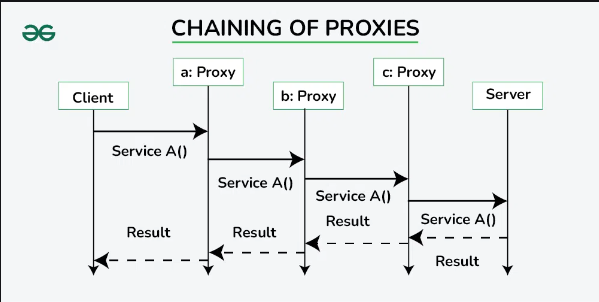 CHAINING OF PROXIES
a: Proxy
c: Proxy
Client
b: Proxy
Server
Service A()
Service A()
Service A()
Service A()
Result
Result
Result
Result